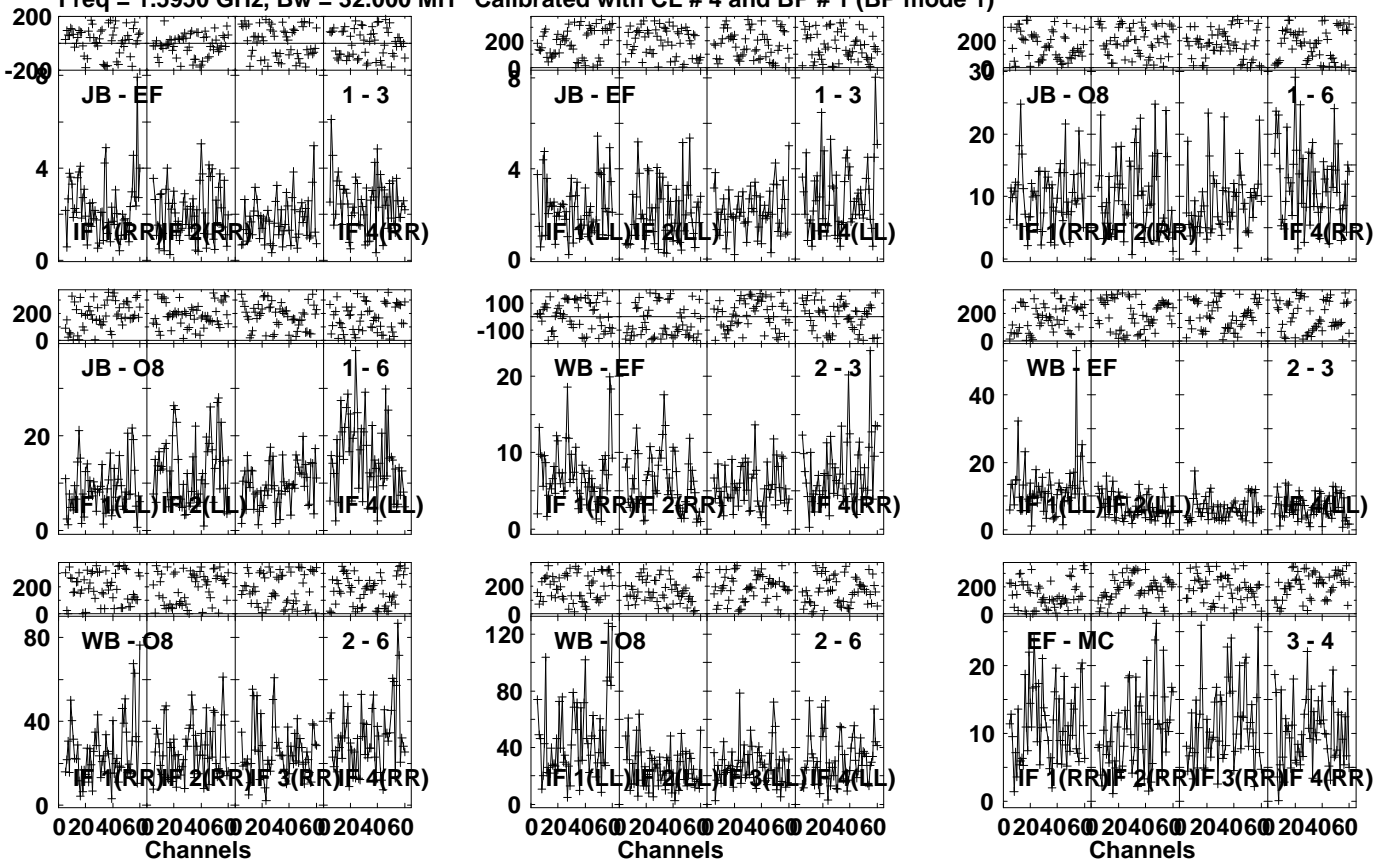 Freq = 1.5950 GHz, Bw = 32.000 MH Calibrated with CL # 4 and BP # 1 (BP mode 1)
200
0
-200
8
4
0
JB - EF
1 - 3
IF 1(RR)
IF 2(RR)
IF 4(RR)
200
0
8
4
0
JB - EF
1 - 3
IF 1(LL)
IF 2(LL)
IF 4(LL)
200
0
30
20
10
0
JB - O8
1 - 6
IF 1(RR)
IF 2(RR)
IF 4(RR)
200
0
20
0
JB - O8
1 - 6
IF 1(LL)
IF 2(LL)
IF 4(LL)
100
-100
20
10
0
WB - EF
2 - 3
IF 1(RR)
IF 2(RR)
IF 4(RR)
200
0
40
20
0
WB - EF
2 - 3
IF 1(LL)
IF 2(LL)
IF 4(LL)
200
0
80
40
0
WB - O8
2 - 6
IF 1(RR)
IF 2(RR)
IF 3(RR)
IF 4(RR)
0 20 40 60 0 20 40 60 0 20 40 60 0 20 40 60
Channels
200
0
120
80
40
0
WB - O8
2 - 6
IF 1(LL)
IF 2(LL)
IF 3(LL)
IF 4(LL)
0 20 40 60 0 20 40 60 0 20 40 60 0 20 40 60
Channels
200
0
20
10
0
EF - MC
3 - 4
IF 1(RR)
IF 2(RR)
IF 3(RR)
IF 4(RR)
0 20 40 60 0 20 40 60 0 20 40 60 0 20 40 60
Channels